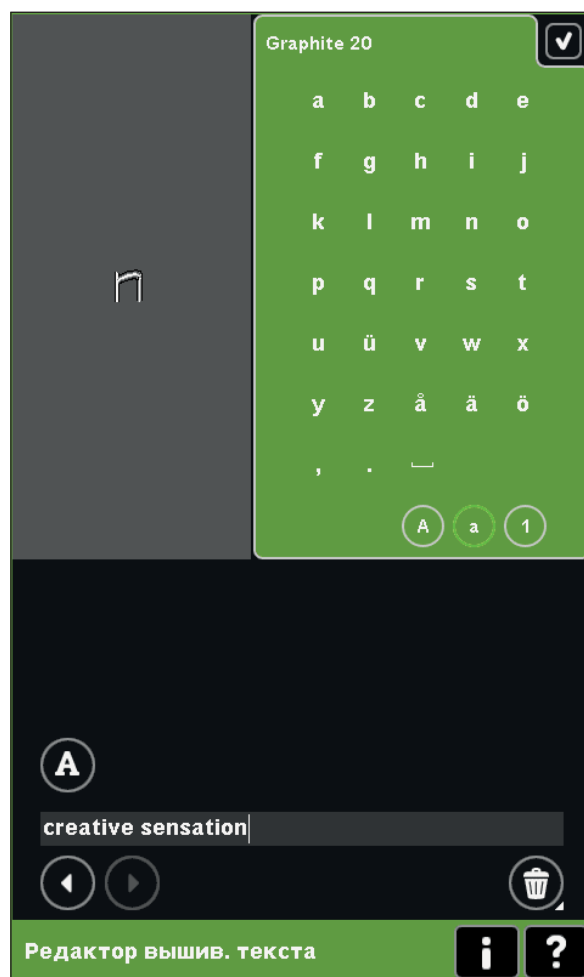 Graphite 20
a b c d e
f g h i j
k l m n o
p q r s t
u ü v w x
y z å ä ö
, .
A a 1
n
A
creative sensation
Редактор вышив. текста
i ?